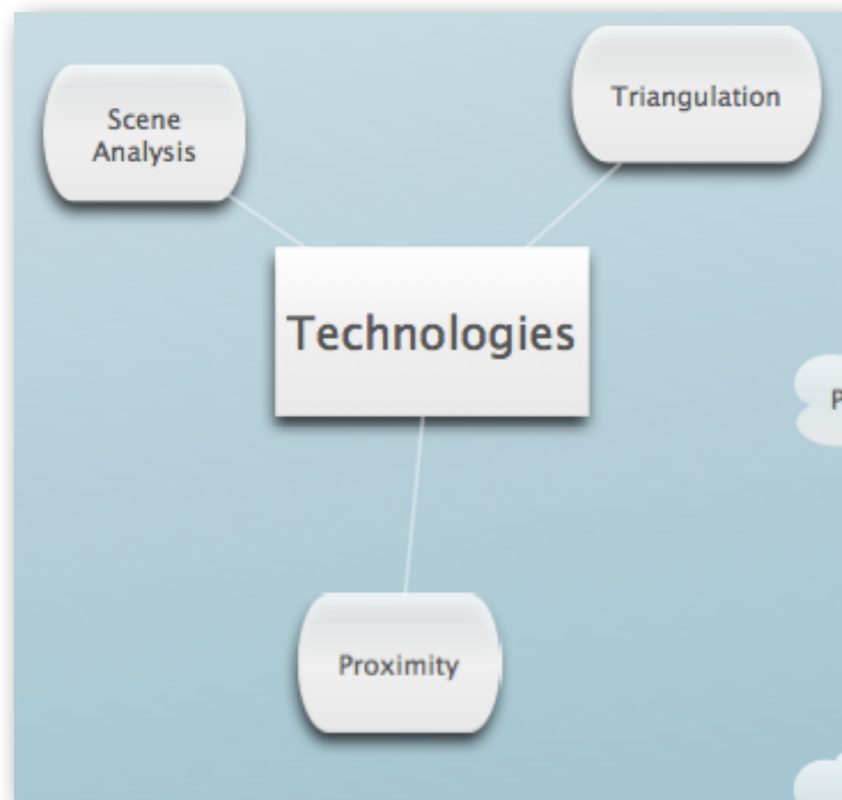 Scene
Analysis
Triangulation
Technologies
P
Proximity